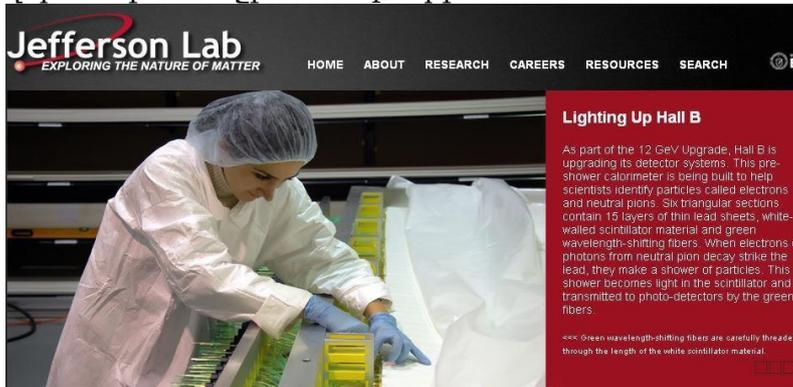 Jefferson Lab
EXPLORING THE NATURE OF MATTER
HOME ABOUT RESEARCH CAREERS RESOURCES SEARCH
Lighting Up Hall B
As part of the 12 GeV Upgrade, Hall B is
upgrading its detector systems. This pre-
shower calorimeter is being built to help
scientists identify particles called electrons
and neutral pions. Six triangular sections
contain 15 layers of thin lead sheets, white-
walled scintillator material and green
wavelength-shifting fibers. When electrons
photons from neutral pion decay strike the
lead, they make a shower of particles. This
shower becomes light in the scintillator and
transmitted to photo-detectors by the green
fibers.
<<< Green wavelength-shifting fibers are carefully threade
through the length of the white scintillator material.